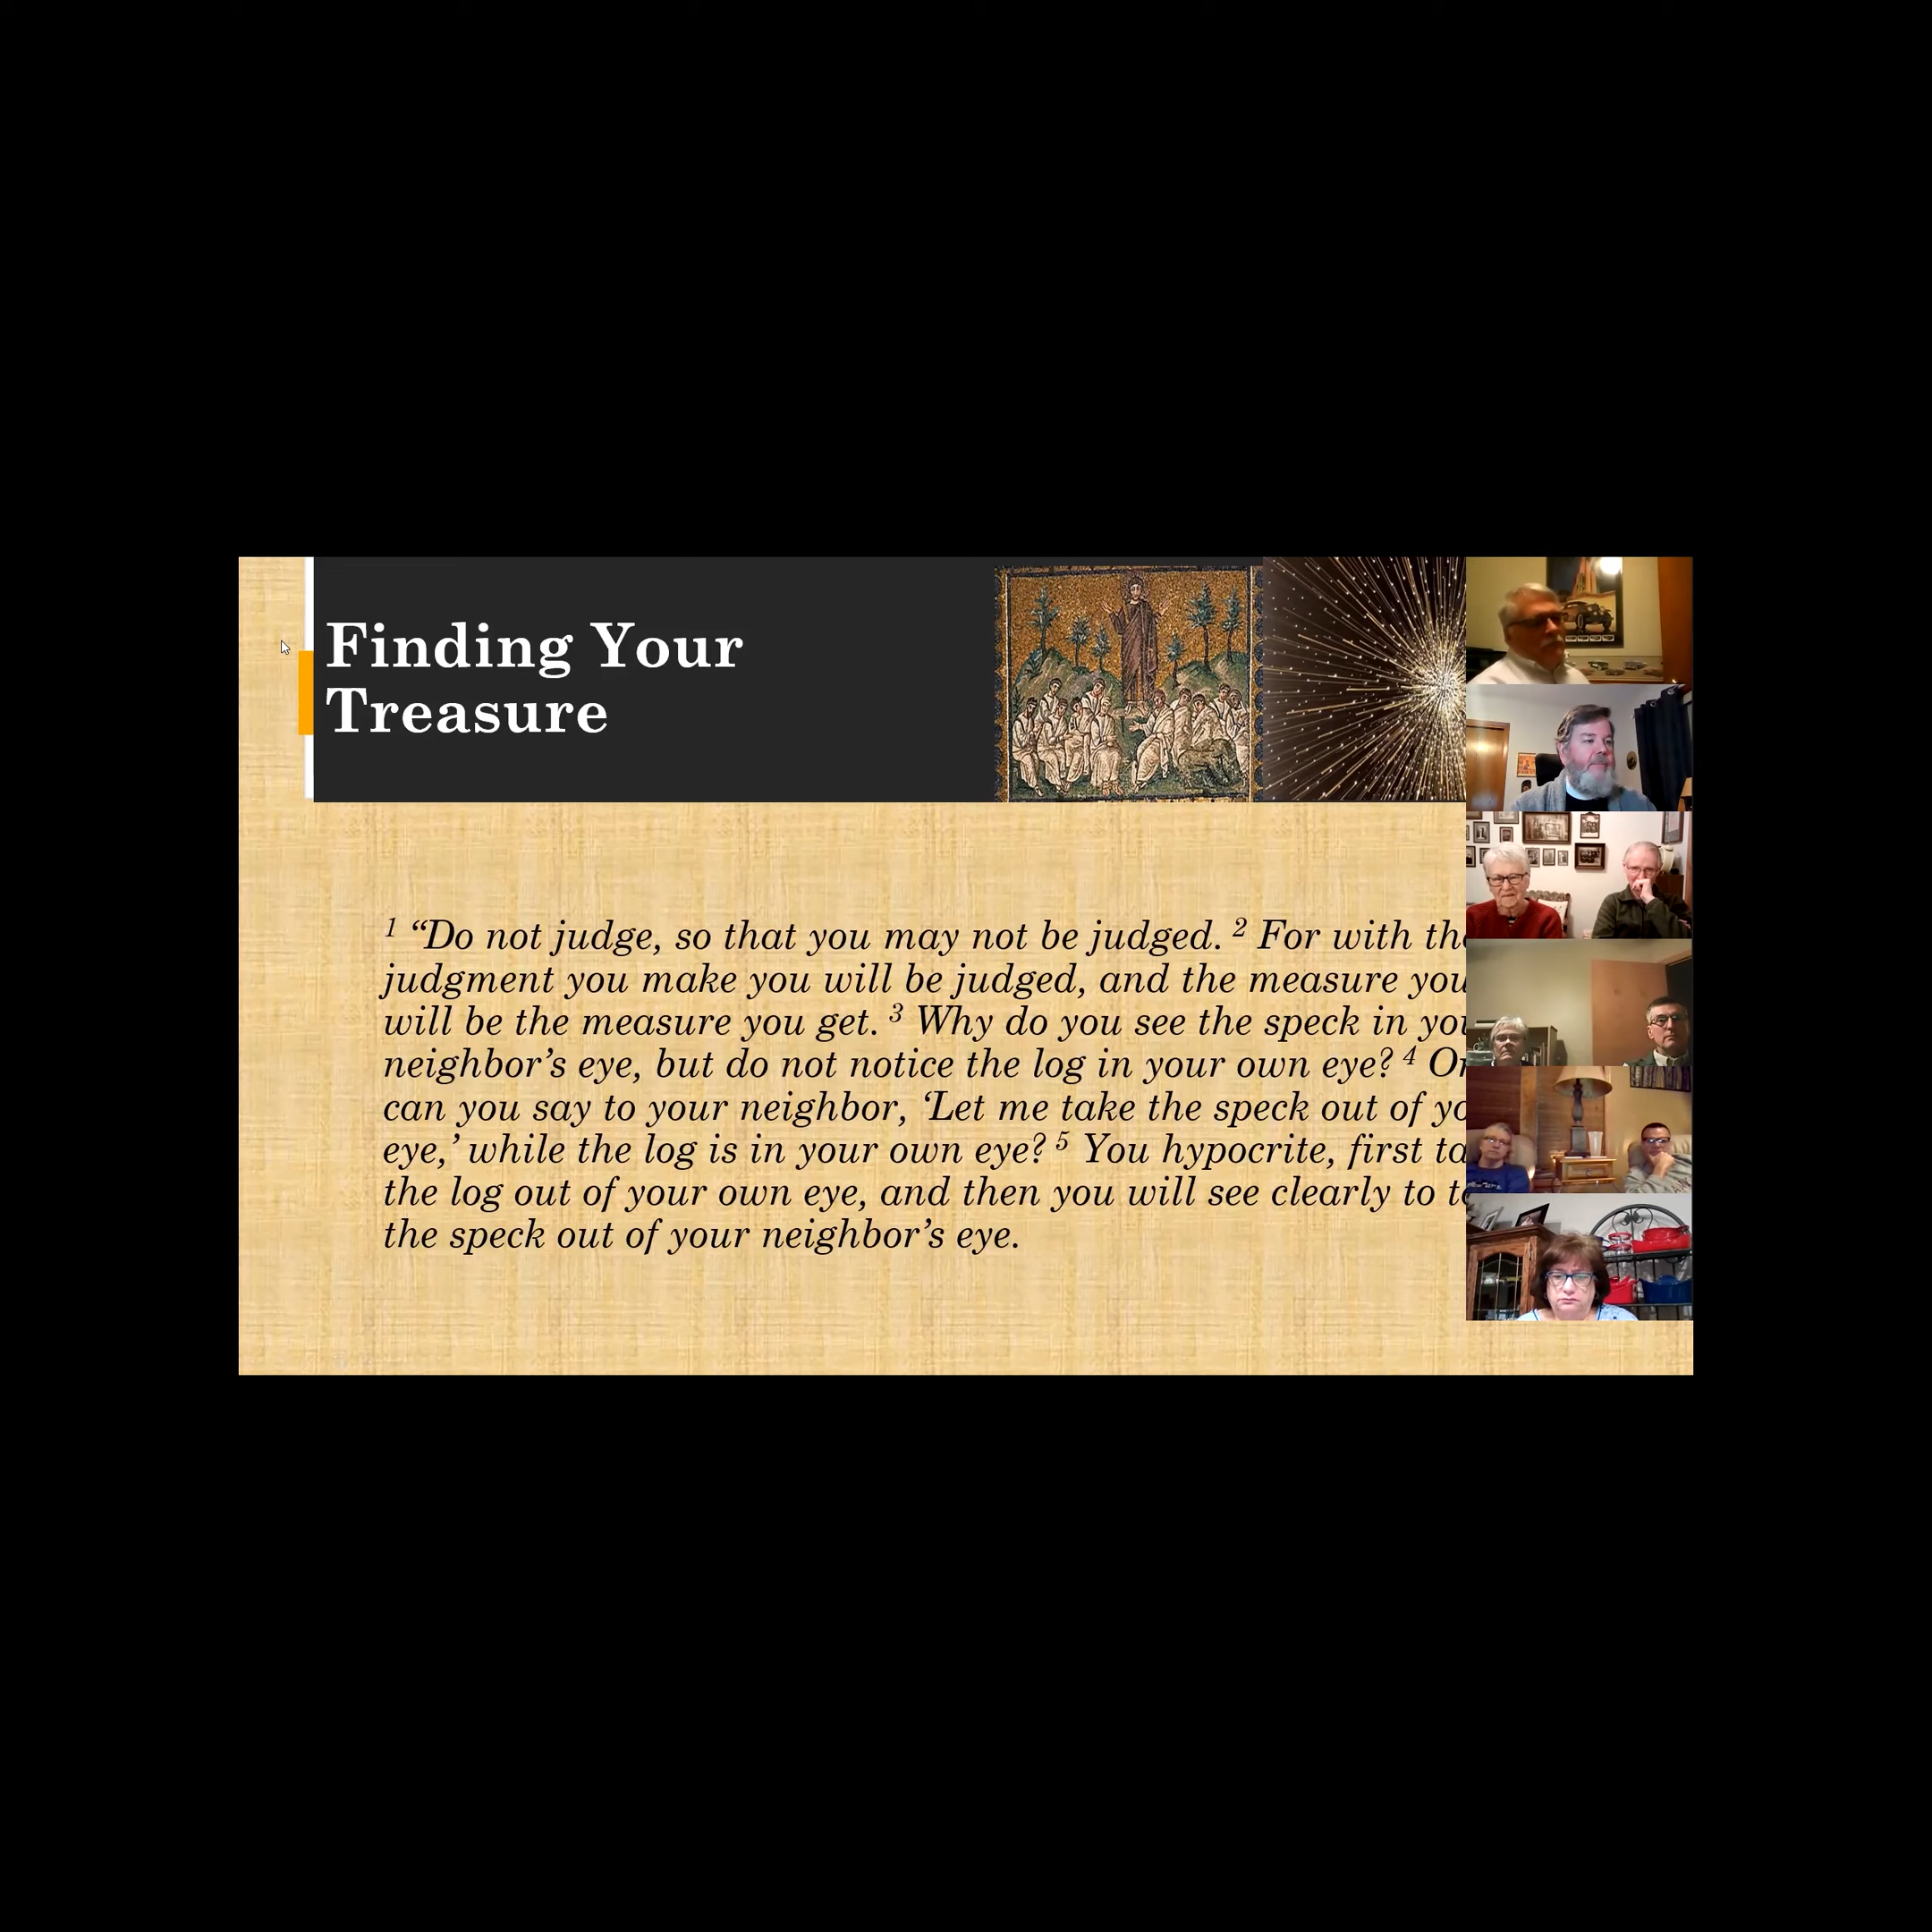 Finding Your
Treasure
1 “Do not judge, so that you may not be judged. 2 For with the
judgment you make you will be judged, and the measure you
will be the measure you get. 3 Why do you see the speck in
neighbor’s eye, but do not notice the log in your own eye? 4
can you say to your neighbor, ‘Let me take the speck out of
eye,’ while the log is in your own eye? 5 You hypocrite, first
the log out of your own eye, and then you will see clearly to
the speck out of your neighbor’s eye.